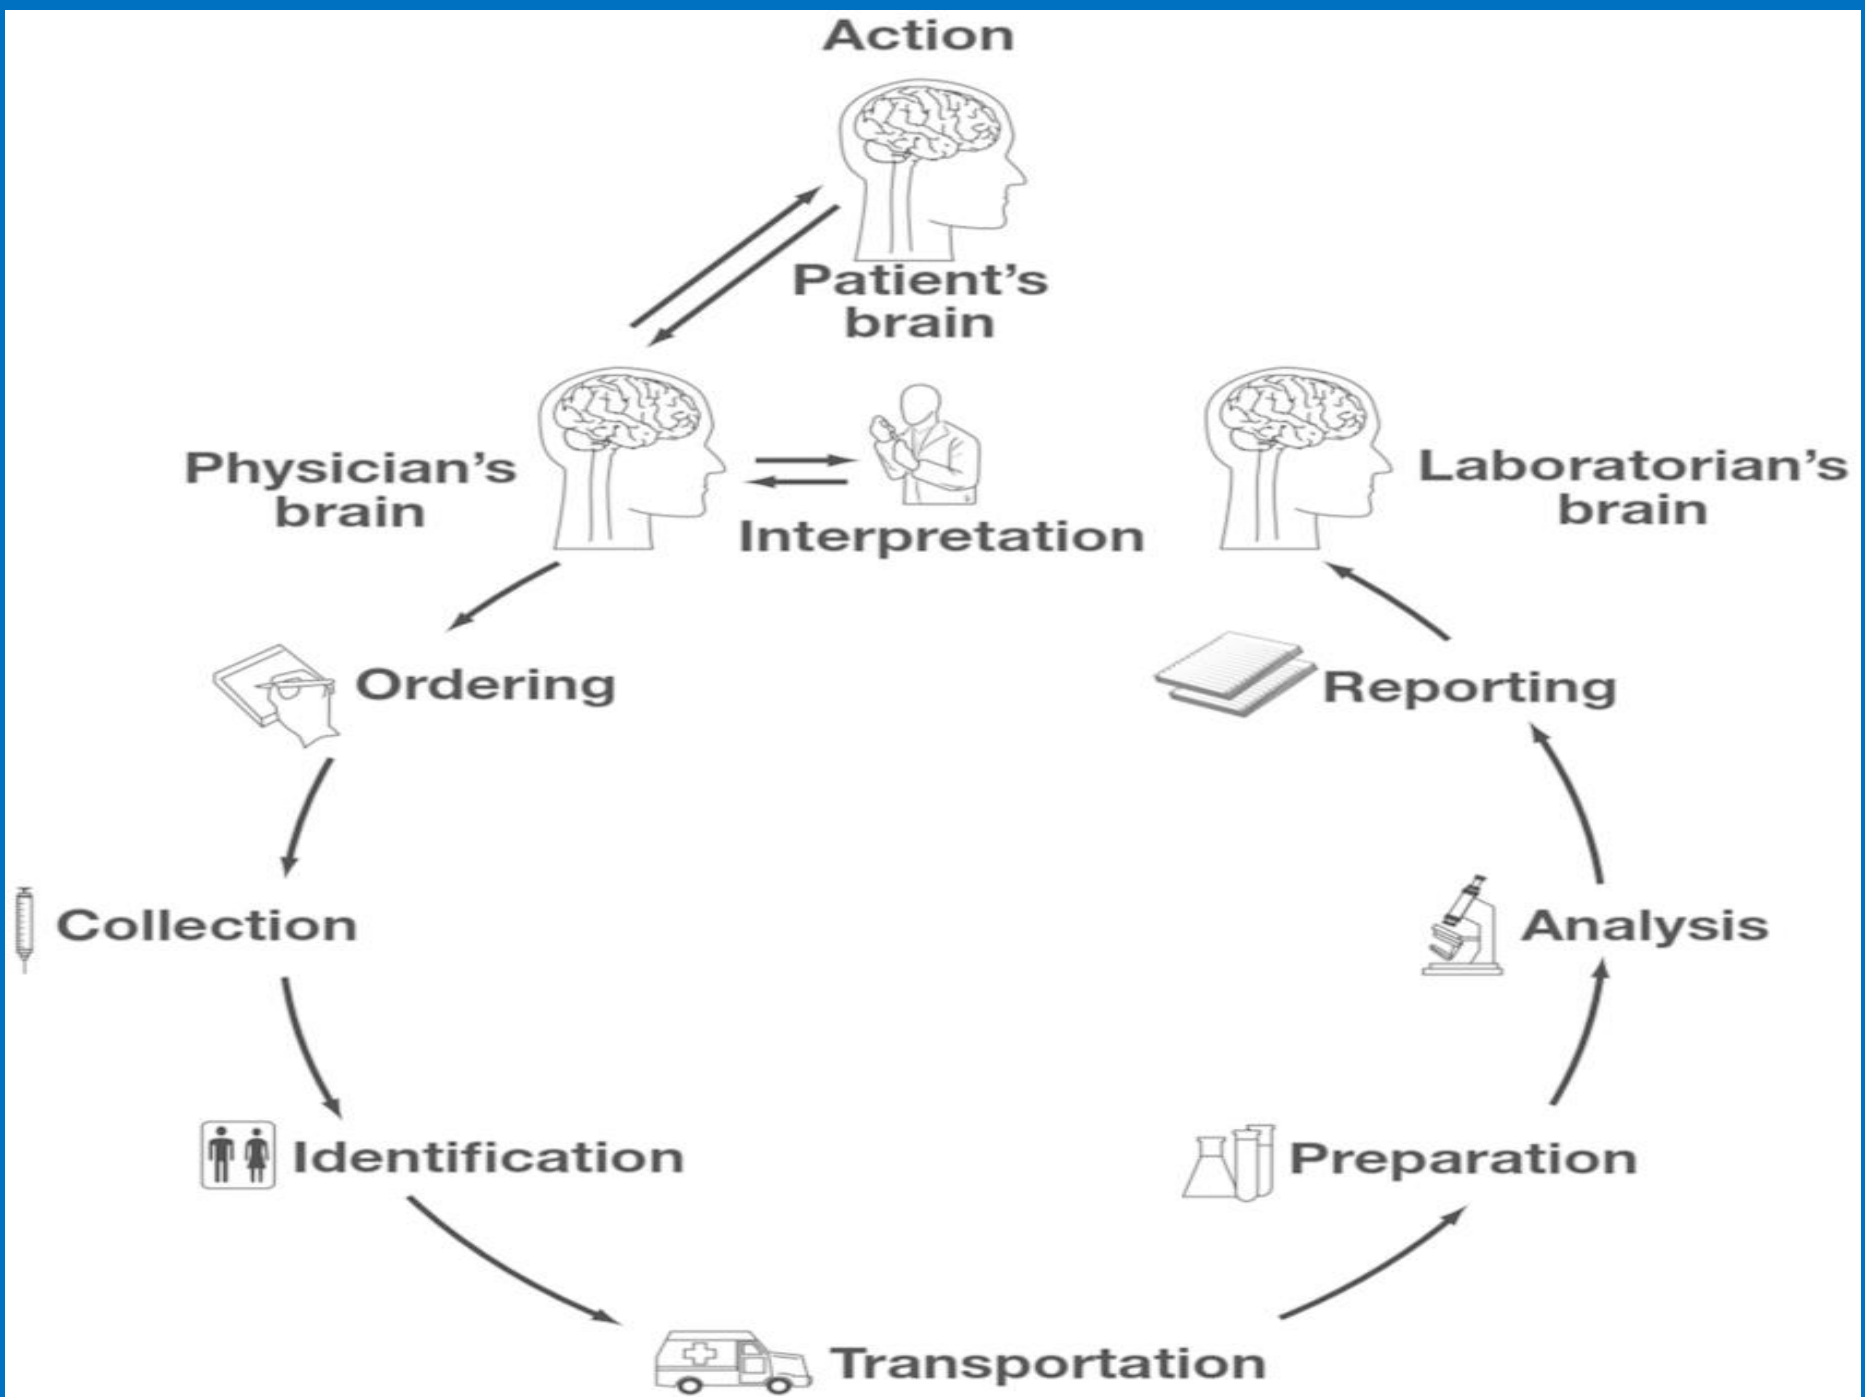 Action
Patient's
brain
Physician's
brain
Interpretation
Laboratorian's
brain
Ordering
Reporting
Collection
Analysis
Identification
Preparation
Transportation